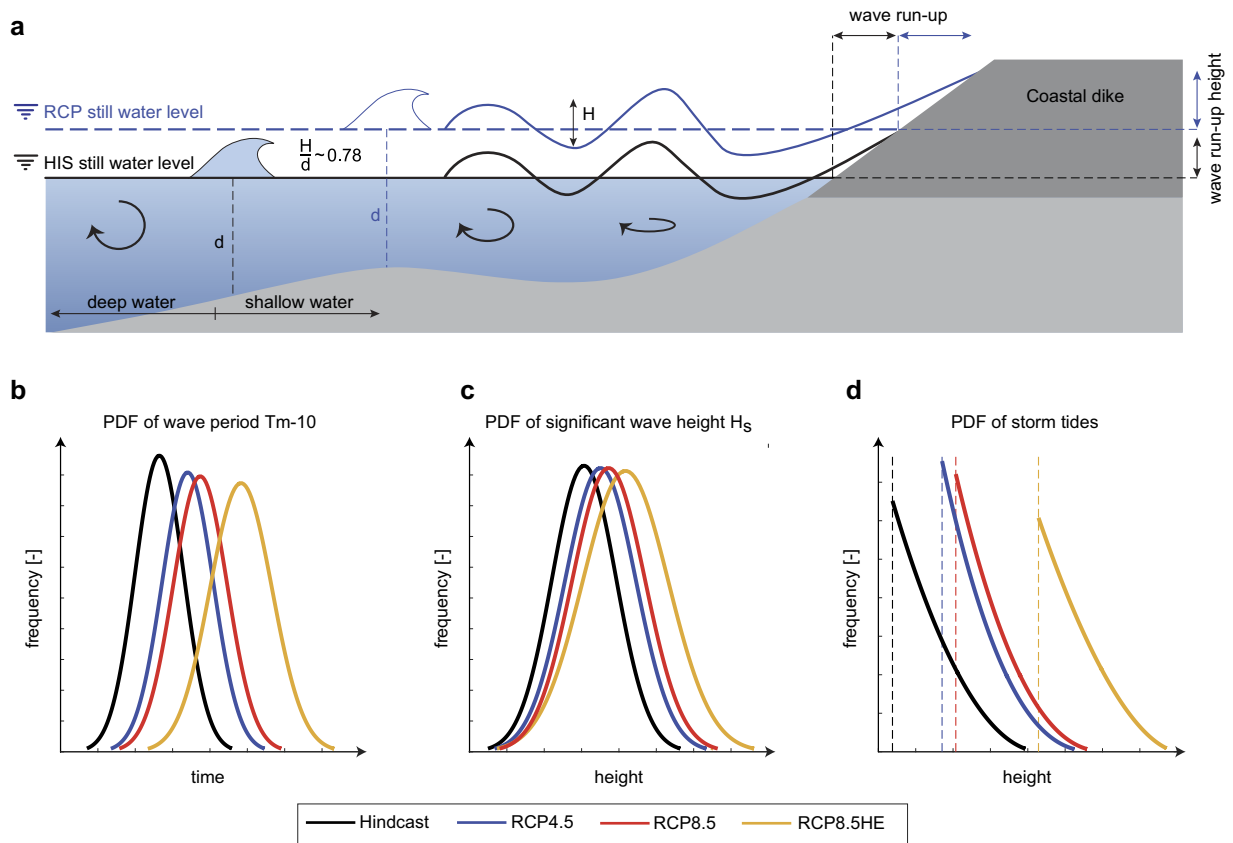 a
wave run-up
RCP still water level
H
Coastal dike
wave run-up height
HIS still water level
H
d
~0.78
d
d
deep water
shallow water
b
PDF of wave period Tm-10
frequency [-]
time
c
PDF of significant wave height Hs
frequency [-]
height
d
PDF of storm tides
frequency [-]
height
Hindcast
RCP4.5
RCP8.5
RCP8.5HE